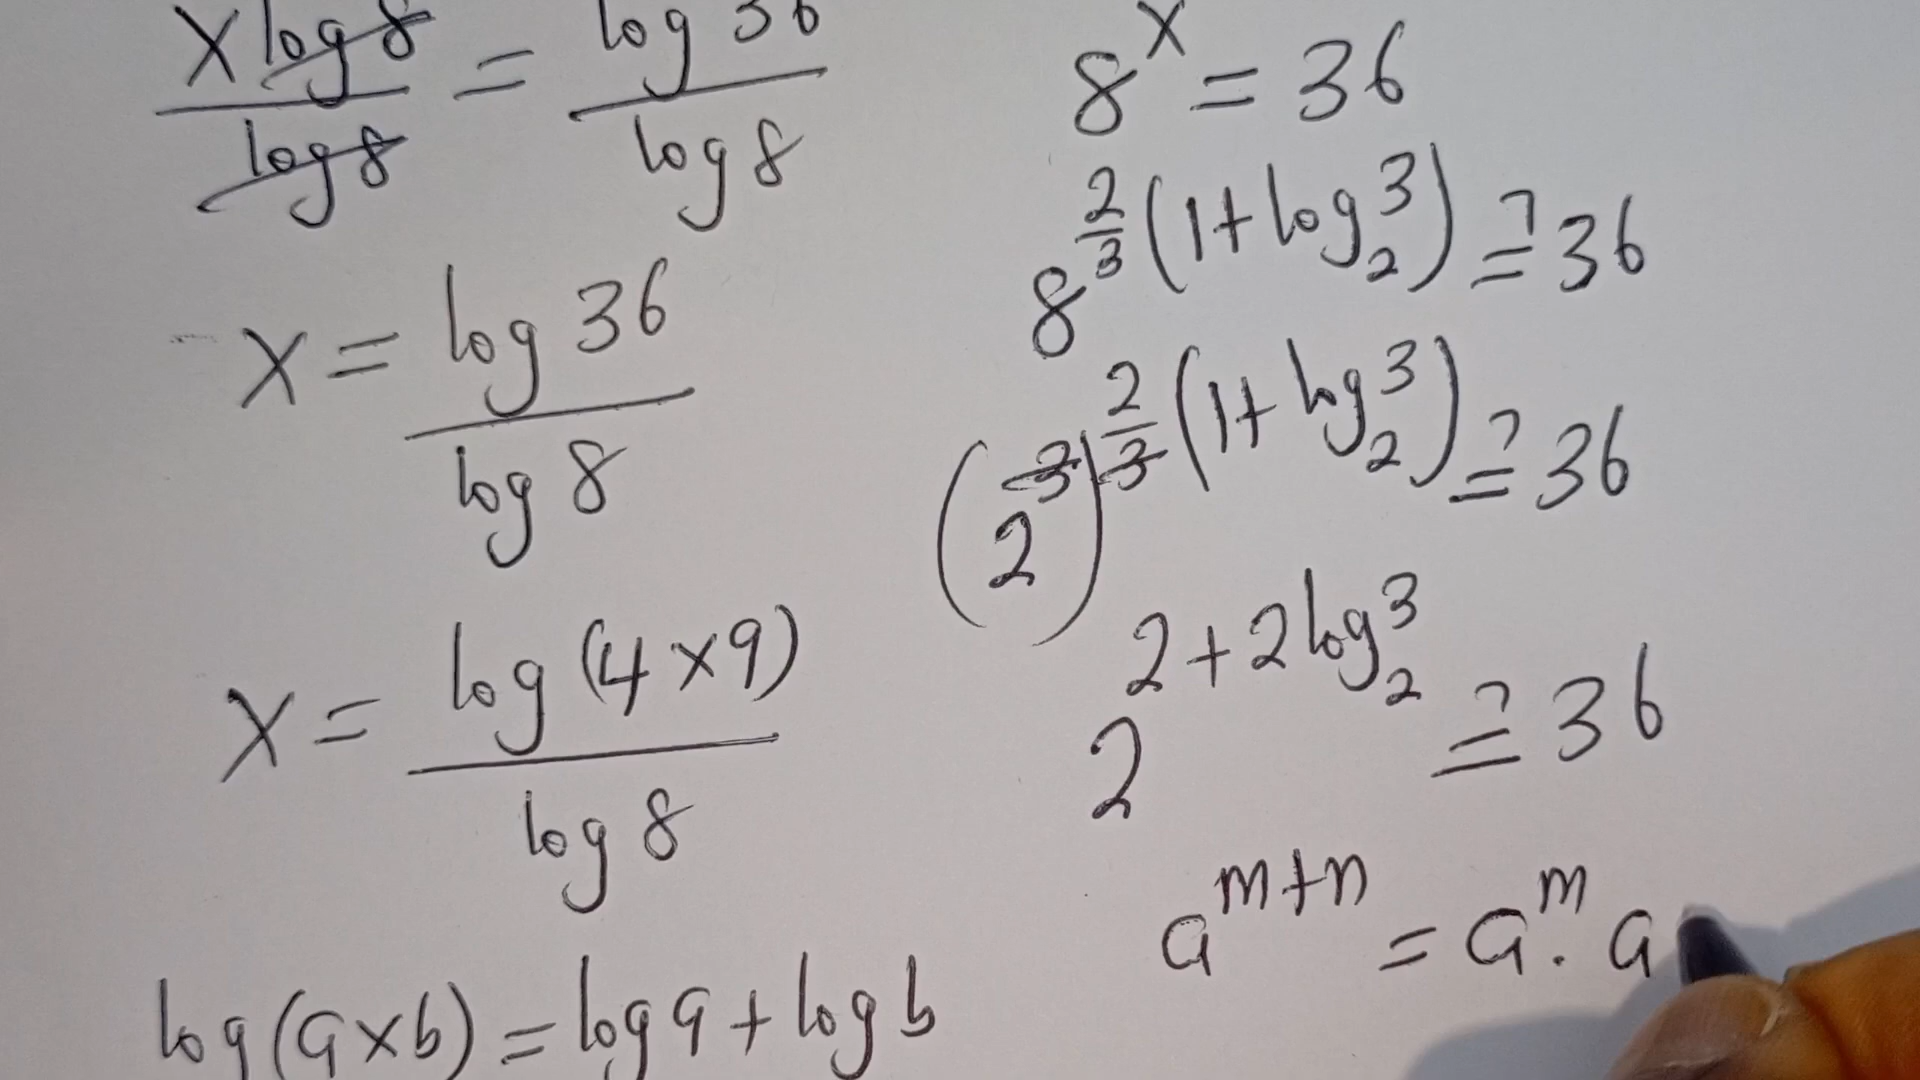 x log 8 / log 8 = log 36 / log 8
x = log 36 / log 8
x = log (4 × 9) / log 8
log (a × b) = log a + log b
8^x = 36
8^(2/3 (1 + log_2 3)) ?= 36
(2^3)^(2/3 (1 + log_2 3)) ?= 36
2^(2 + 2 log_2 3) ?= 36
a^(m+n) = a^m . a